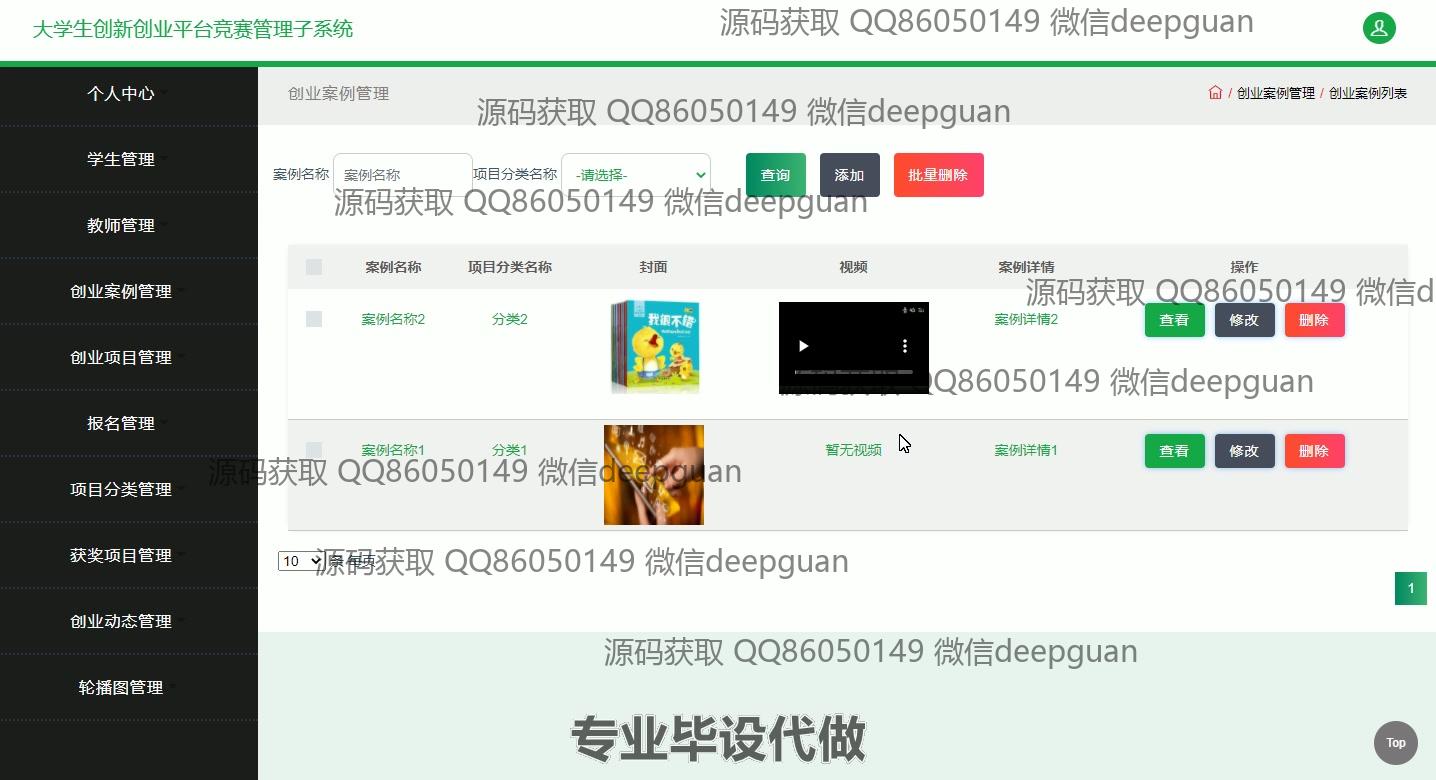 大学生创新创业平台竞赛管理子系统
源码获取 QQ86050149 微信deepguan
个人中心
学生管理
教师管理
创业案例管理
创业项目管理
报名管理
项目分类管理
获奖项目管理
创业动态管理
轮播图管理
创业案例管理
/ 创业案例管理 / 创业案例列表
源码获取 QQ86050149 微信deepguan
案例名称 案例名称 项目分类名称 -请选择- 查询 添加 批量删除
源码获取 QQ86050149 微信deepguan
案例名称 项目分类名称 封面 视频 案例详情 操作
源码获取 QQ86050149 微信d
案例名称2 分类2 我很不错 案例详情2 查看 修改 删除
QQ86050149 微信deepguan
案例名称1 分类1 暂无视频 案例详情1 查看 修改 删除
源码获取 QQ86050149 微信deepguan
10 条 每页
源码获取 QQ86050149 微信deepguan
1
源码获取 QQ86050149 微信deepguan
专业毕设代做
Top